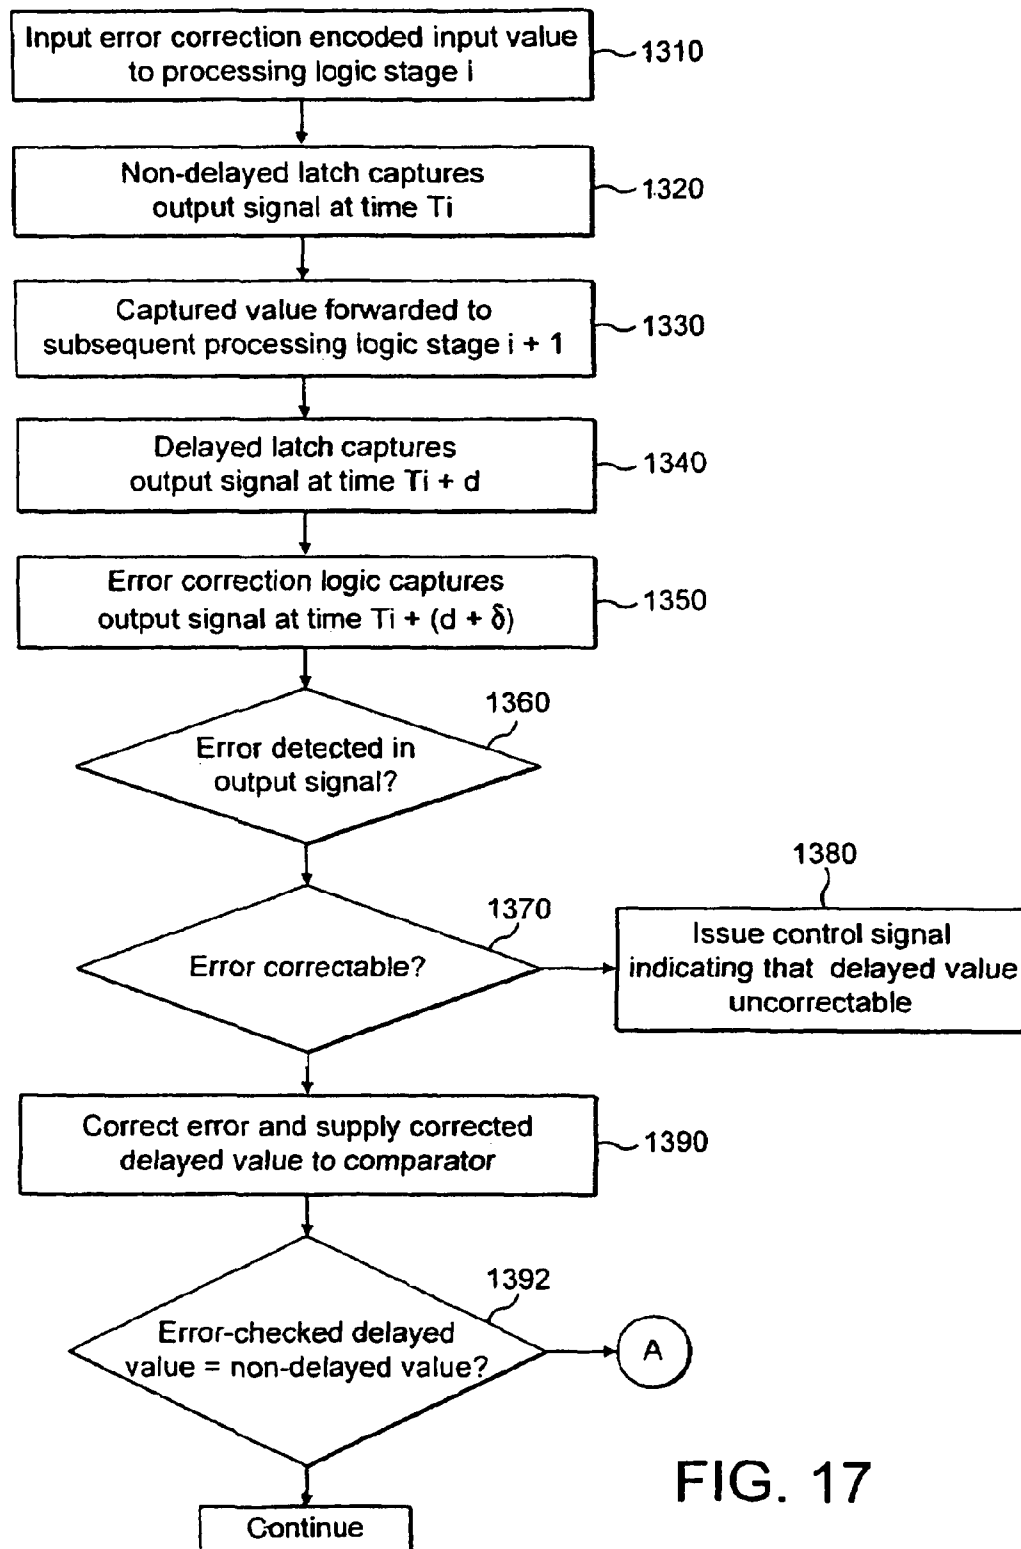 Input error correction encoded input value
to processing logic stage i
1310
Non-delayed latch captures
output signal at time Ti
1320
Captured value forwarded to
subsequent processing logic stage i + 1
1330
Delayed latch captures
output signal at time Ti + d
1340
Error correction logic captures
output signal at time Ti + (d + δ)
1350
1360
Error detected in
output signal?
1370
Error correctable?
1380
Issue control signal
indicating that delayed value
uncorrectable
Correct error and supply corrected
delayed value to comparator
1390
1392
Error-checked delayed
value = non-delayed value?
A
Continue
FIG. 17